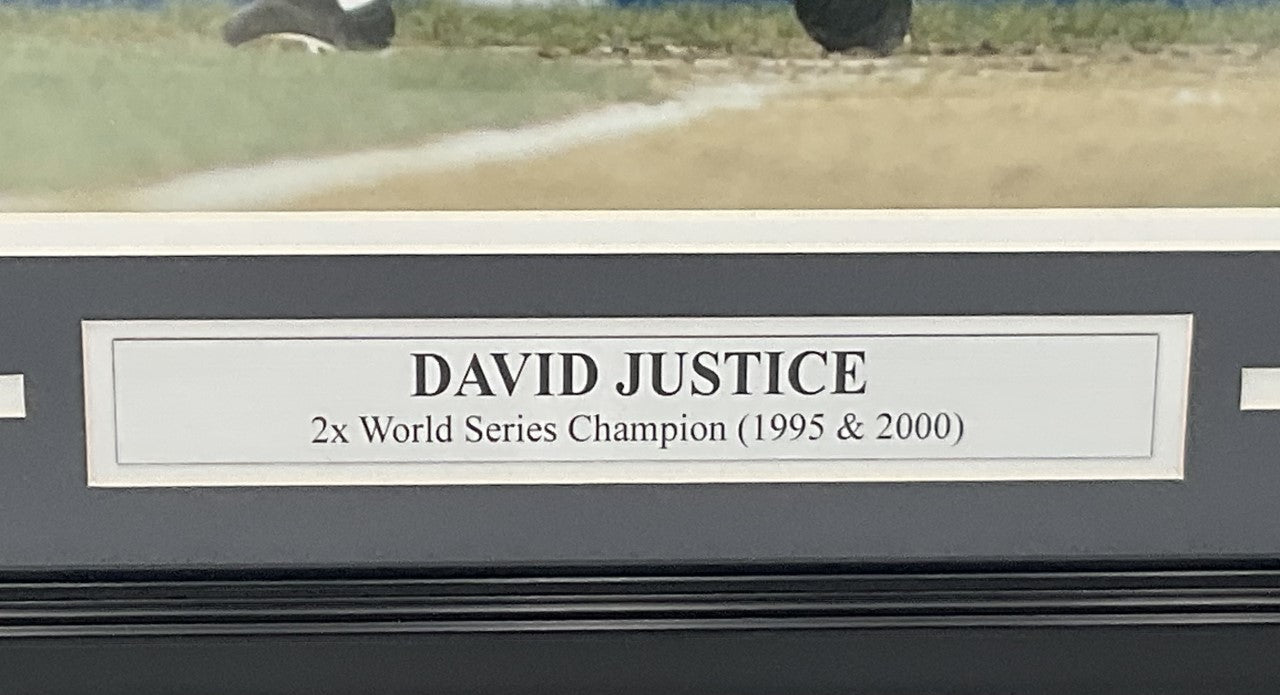 DAVID JUSTICE
2x World Series Champion (1995 & 2000)